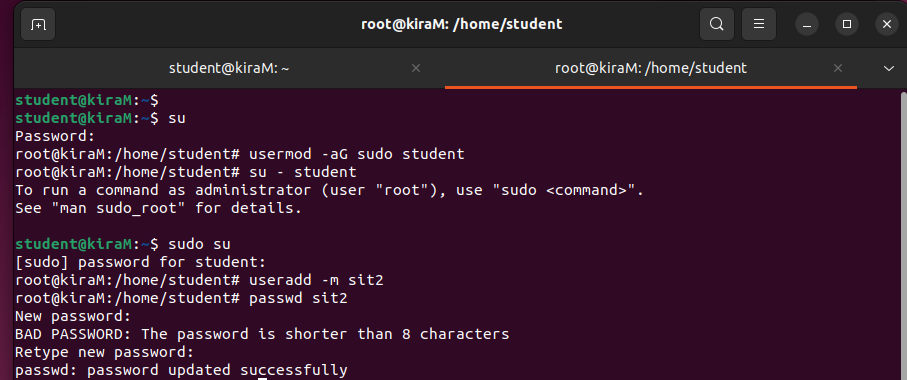 root@kiraM: /home/student
student@kiraM: ~
root@kiraM: /home/student
student@kiraM:~$
student@kiraM:~$ su
Password:
root@kiraM:/home/student# usermod -aG sudo student
root@kiraM:/home/student# su - student
To run a command as administrator (user "root"), use "sudo <command>".
See "man sudo_root" for details.
student@kiraM:~$ sudo su
[sudo] password for student:
root@kiraM:/home/student# useradd -m sit2
root@kiraM:/home/student# passwd sit2
New password:
BAD PASSWORD: The password is shorter than 8 characters
Retype new password:
passwd: password updated successfully